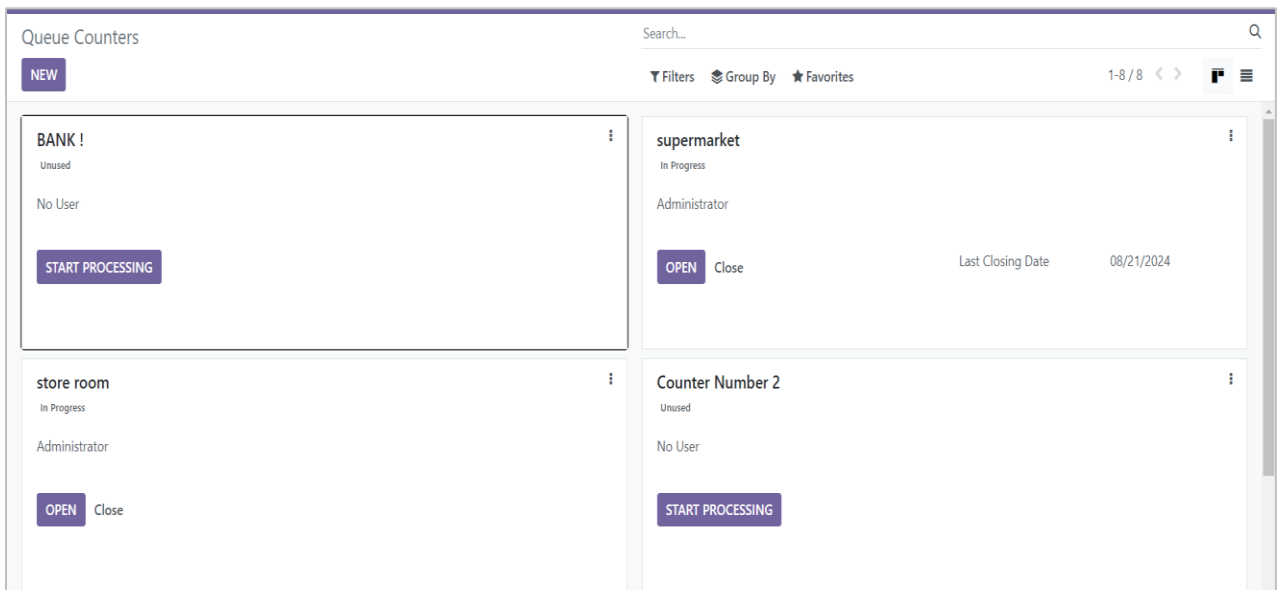 Queue Counters
Search...
NEW
Filters Group By Favorites 1-8 / 8
BANK !
Unused
No User
START PROCESSING
supermarket
In Progress
Administrator
OPEN Close Last Closing Date 08/21/2024
store room
In Progress
Administrator
OPEN Close
Counter Number 2
Unused
No User
START PROCESSING